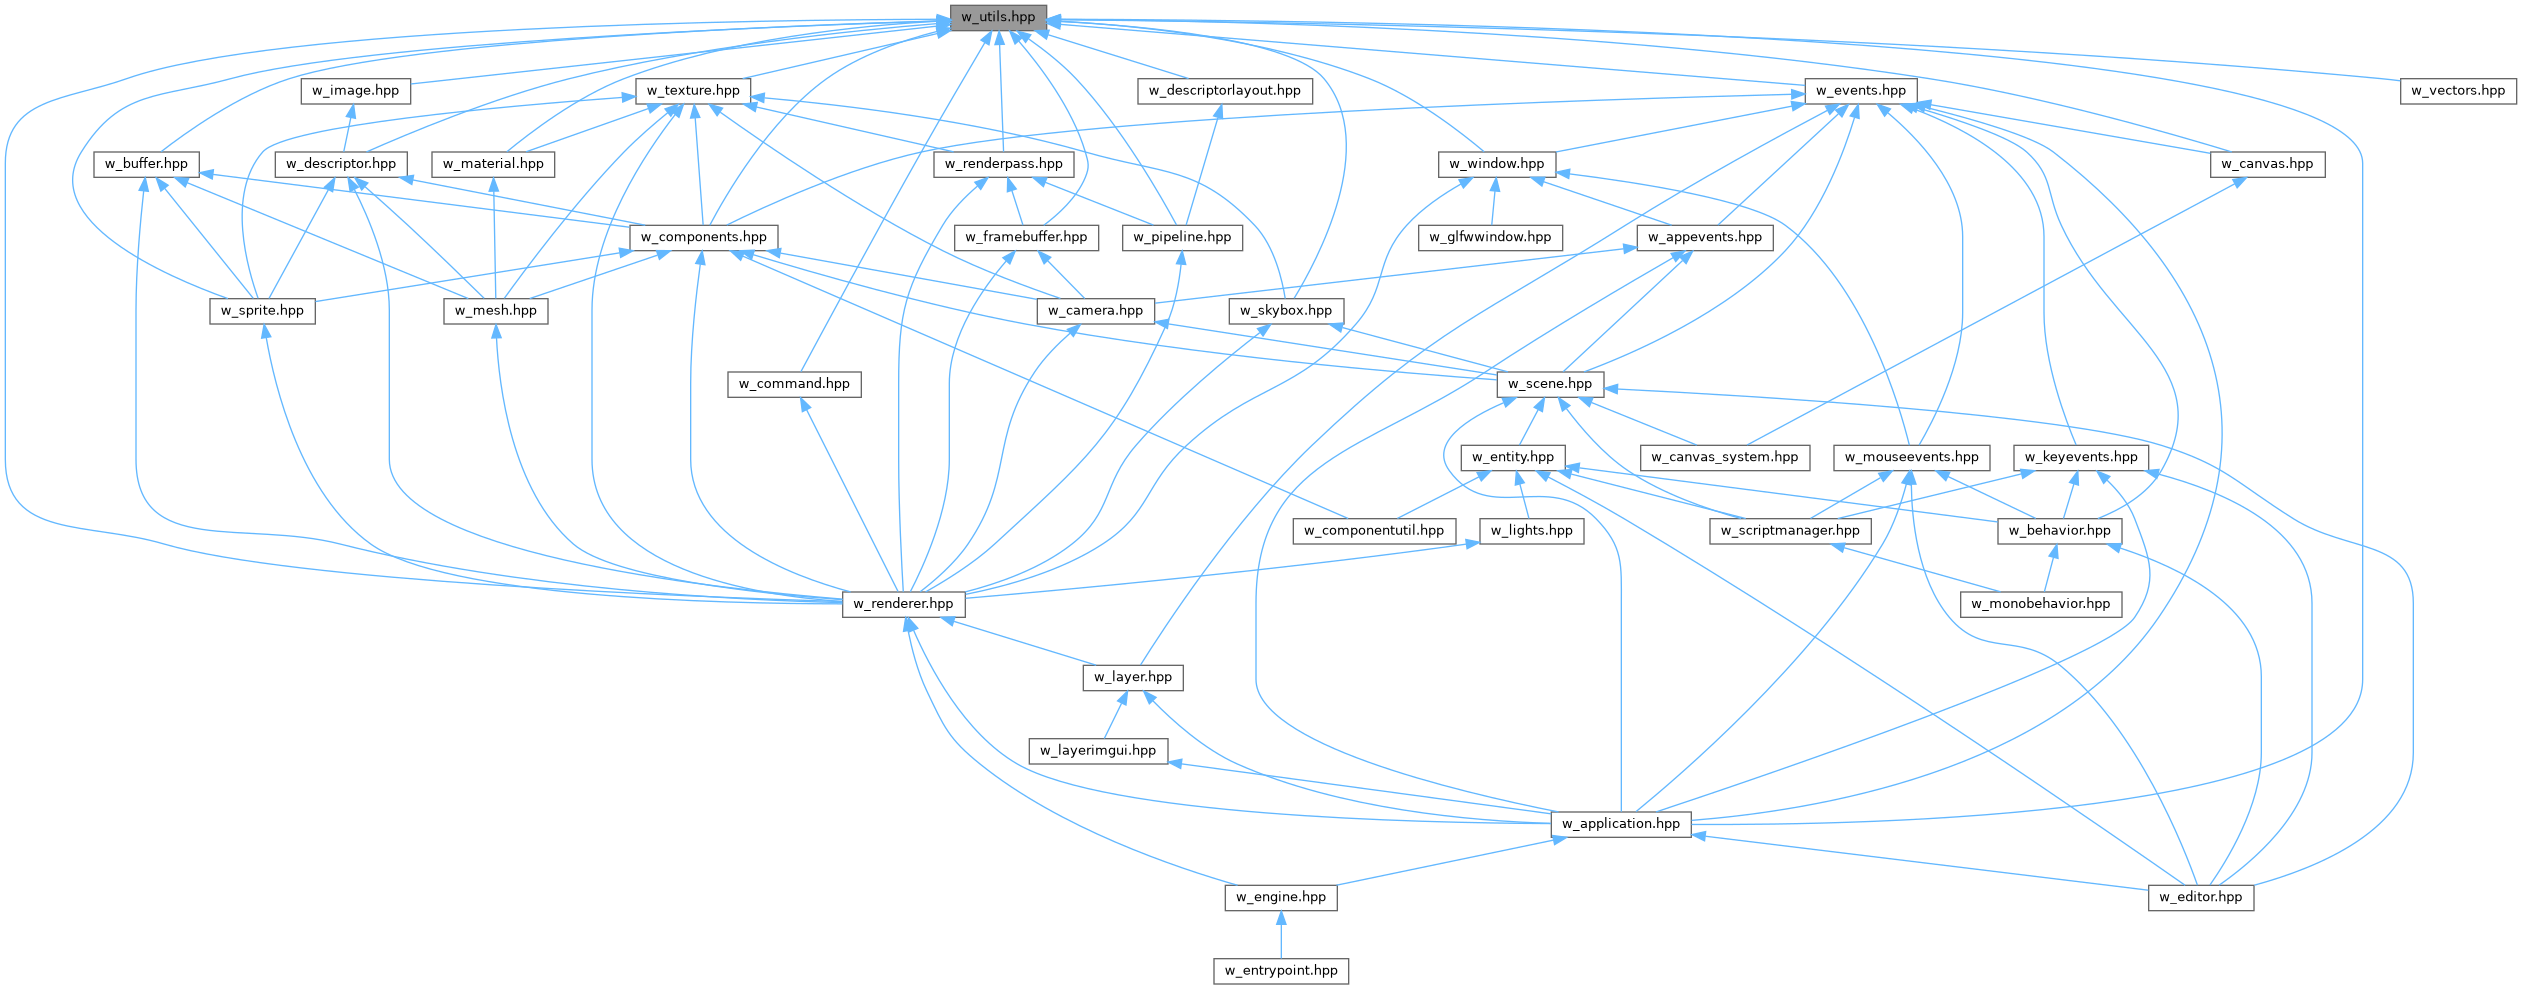 w_utils.hpp
w_image.hpp
w_texture.hpp
w_descriptorlayout.hpp
w_events.hpp
w_vectors.hpp
w_buffer.hpp
w_descriptor.hpp
w_material.hpp
w_renderpass.hpp
w_window.hpp
w_canvas.hpp
w_components.hpp
w_framebuffer.hpp
w_pipeline.hpp
w_glfwwindow.hpp
w_appevents.hpp
w_sprite.hpp
w_mesh.hpp
w_camera.hpp
w_skybox.hpp
w_command.hpp
w_scene.hpp
w_entity.hpp
w_canvas_system.hpp
w_mouseevents.hpp
w_keyevents.hpp
w_componentutil.hpp
w_lights.hpp
w_scriptmanager.hpp
w_behavior.hpp
w_renderer.hpp
w_monobehavior.hpp
w_layer.hpp
w_layerimgui.hpp
w_application.hpp
w_engine.hpp
w_editor.hpp
w_entrypoint.hpp